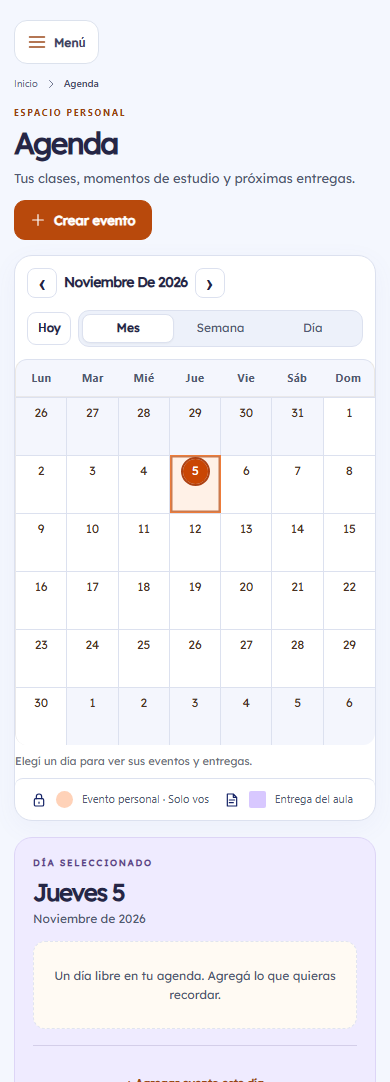 Menú
Inicio > Agenda
ESPACIO PERSONAL
Agenda
Tus clases, momentos de estudio y próximas entregas.
+ Crear evento
‹ Noviembre De 2026 ›
Hoy Mes Semana Día
Lun Mar Mié Jue Vie Sáb Dom
26 27 28 29 30 31 1
2 3 4 5 6 7 8
9 10 11 12 13 14 15
16 17 18 19 20 21 22
23 24 25 26 27 28 29
30 1 2 3 4 5 6
Elegí un día para ver sus eventos y entregas.
Evento personal · Solo vos Entrega del aula
DÍA SELECCIONADO
Jueves 5
Noviembre de 2026
Un día libre en tu agenda. Agregá lo que quieras
recordar.